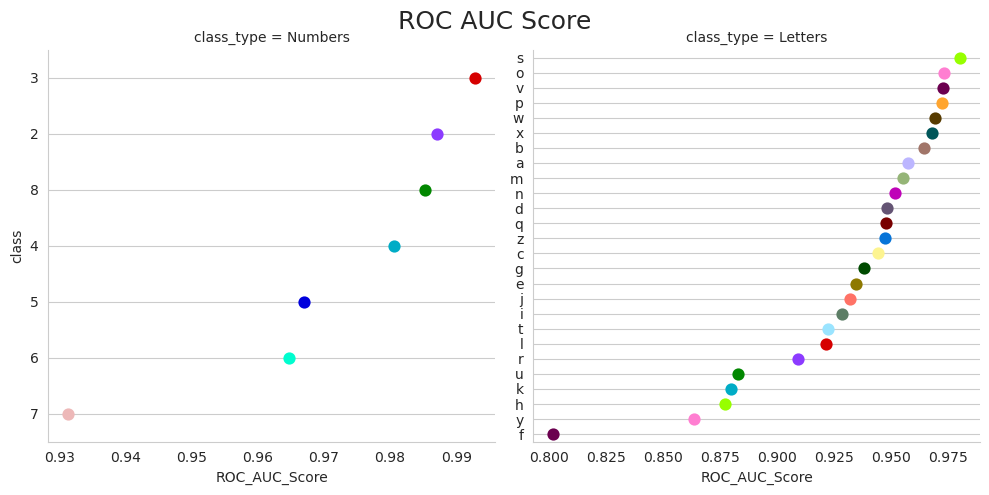 ROC AUC Score
class_type = Numbers
class
3
2
8
4
5
6
7
0.93 0.94 0.95 0.96 0.97 0.98 0.99
ROC_AUC_Score
class_type = Letters
s
o
v
p
w
x
b
a
m
n
d
q
z
c
g
e
j
i
t
l
r
u
k
h
y
f
0.800 0.825 0.850 0.875 0.900 0.925 0.950 0.975
ROC_AUC_Score